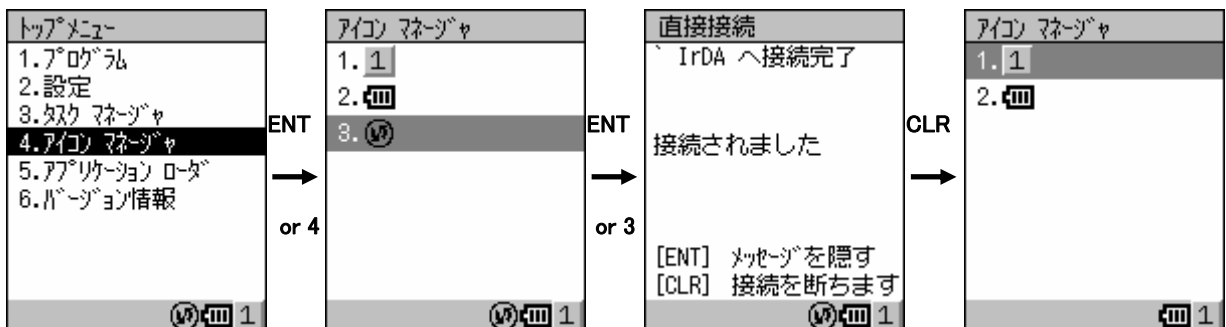 トップメニュー
1.プログラム
2.設定
3.タスク マネージャ
4.アイコン マネージャ
5.アプリケーション ローダ
6.バージョン情報
1
ENT
or 4
アイコン マネージャ
1. 1
2.
3.
1
ENT
or 3
直接接続
` IrDA へ接続完了
接続されました
[ENT] メッセージを隠す
[CLR] 接続を断ちます
1
CLR
アイコン マネージャ
1. 1
2.
1